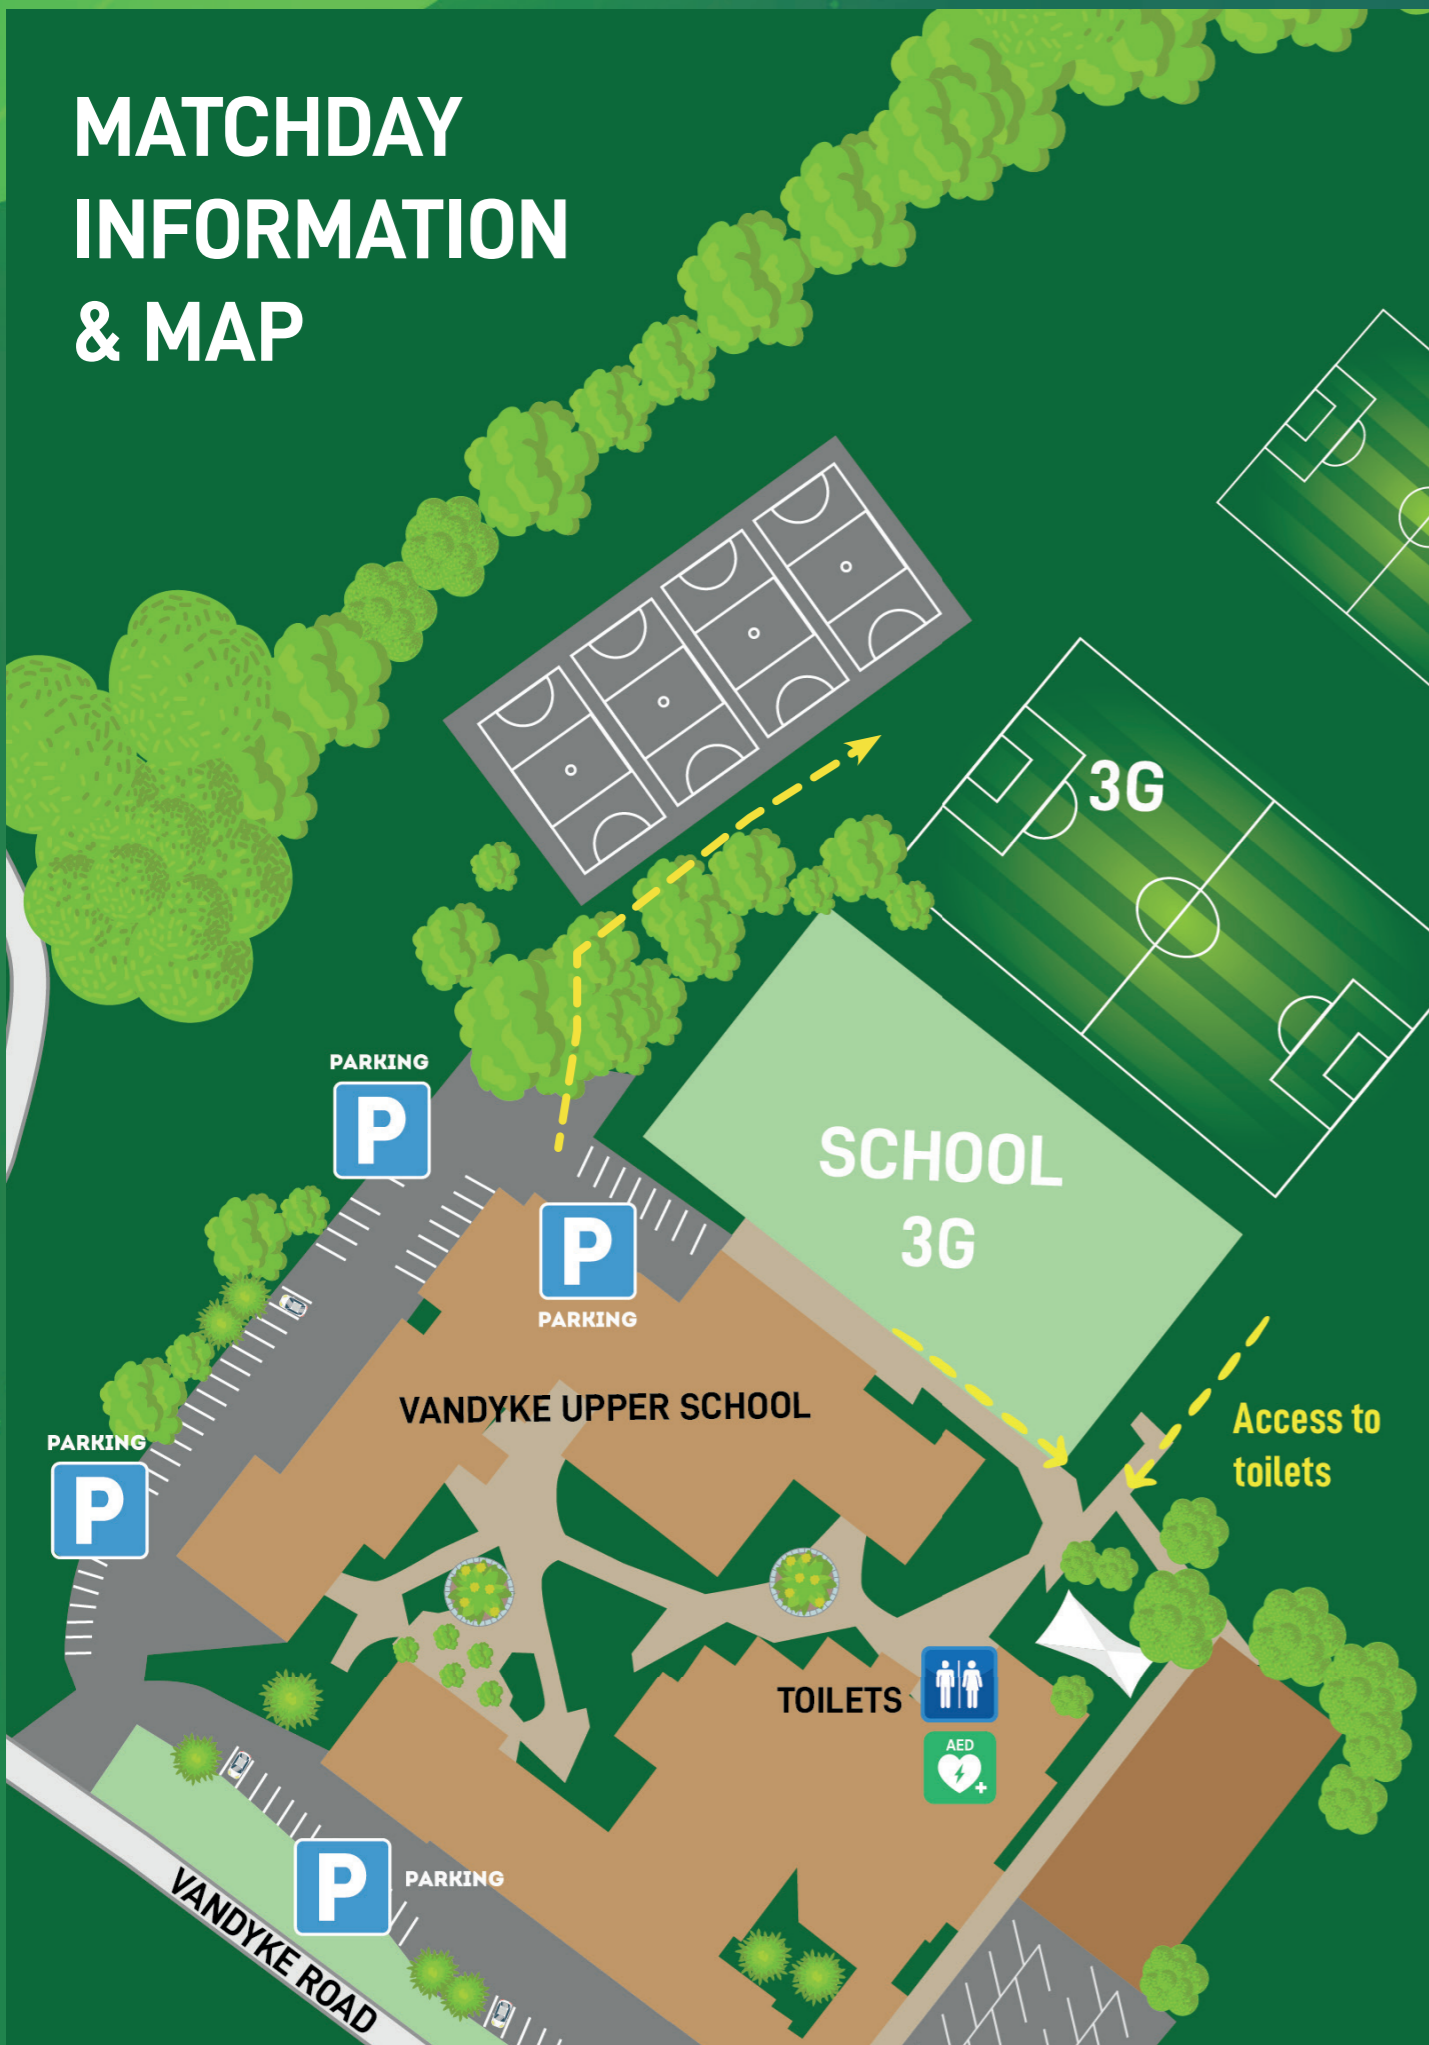 MATCHDAY
INFORMATION
& MAP
3G
PARKING
P
SCHOOL
3G
P
PARKING
VANDYKE UPPER SCHOOL
Access to
toilets
PARKING
P
TOILETS
AED
P
PARKING
VANDYKE ROAD